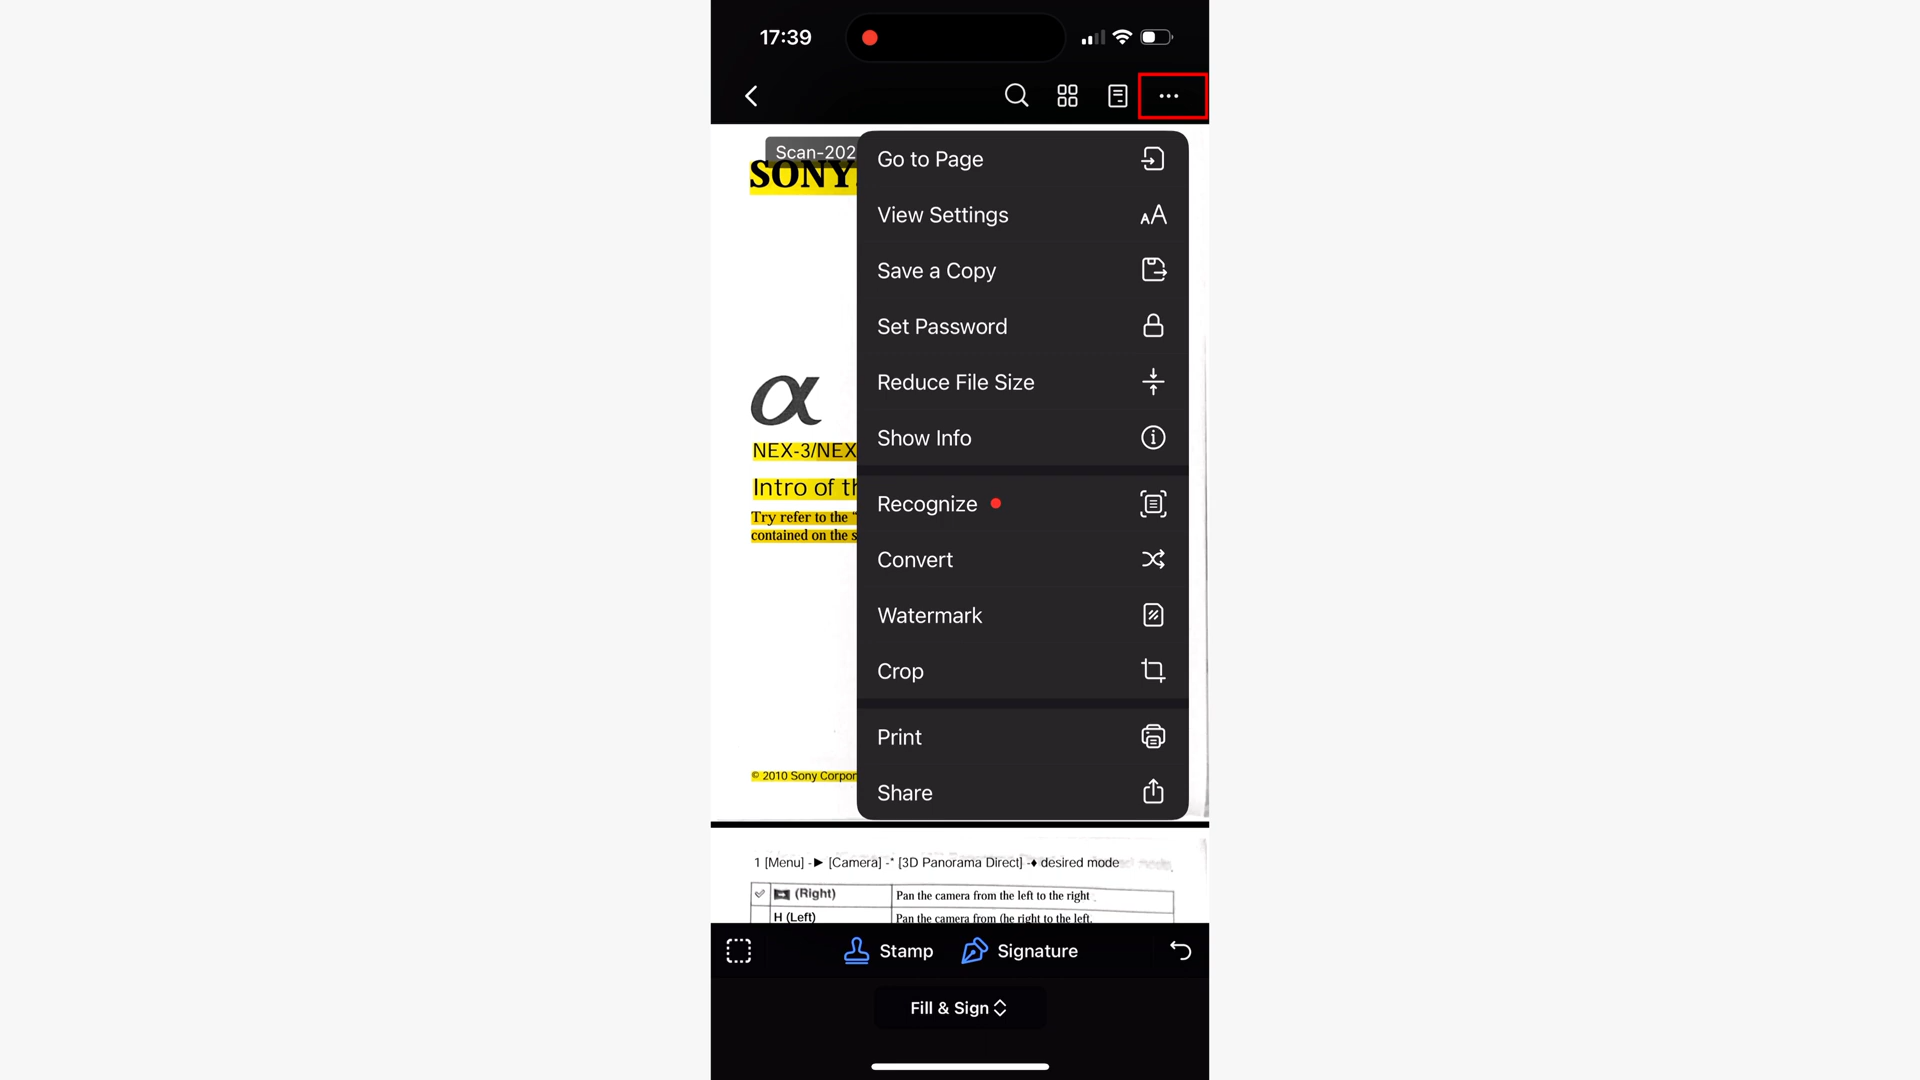 17:39
Scan-202
SONY
Go to Page
View Settings
Save a Copy
Set Password
Reduce File Size
Show Info
α
NEX-3/NEX
Intro of th
Try refer to the "
contained on the s
Recognize
Convert
Watermark
Crop
Print
© 2010 Sony Corpor
Share
1 [Menu] -► [Camera] -* [3D Panorama Direct] -♦ desired mode
(Right) Pan the camera from the left to the right
H (Left) Pan the camera from (he right to the left.
Stamp Signature
Fill & Sign